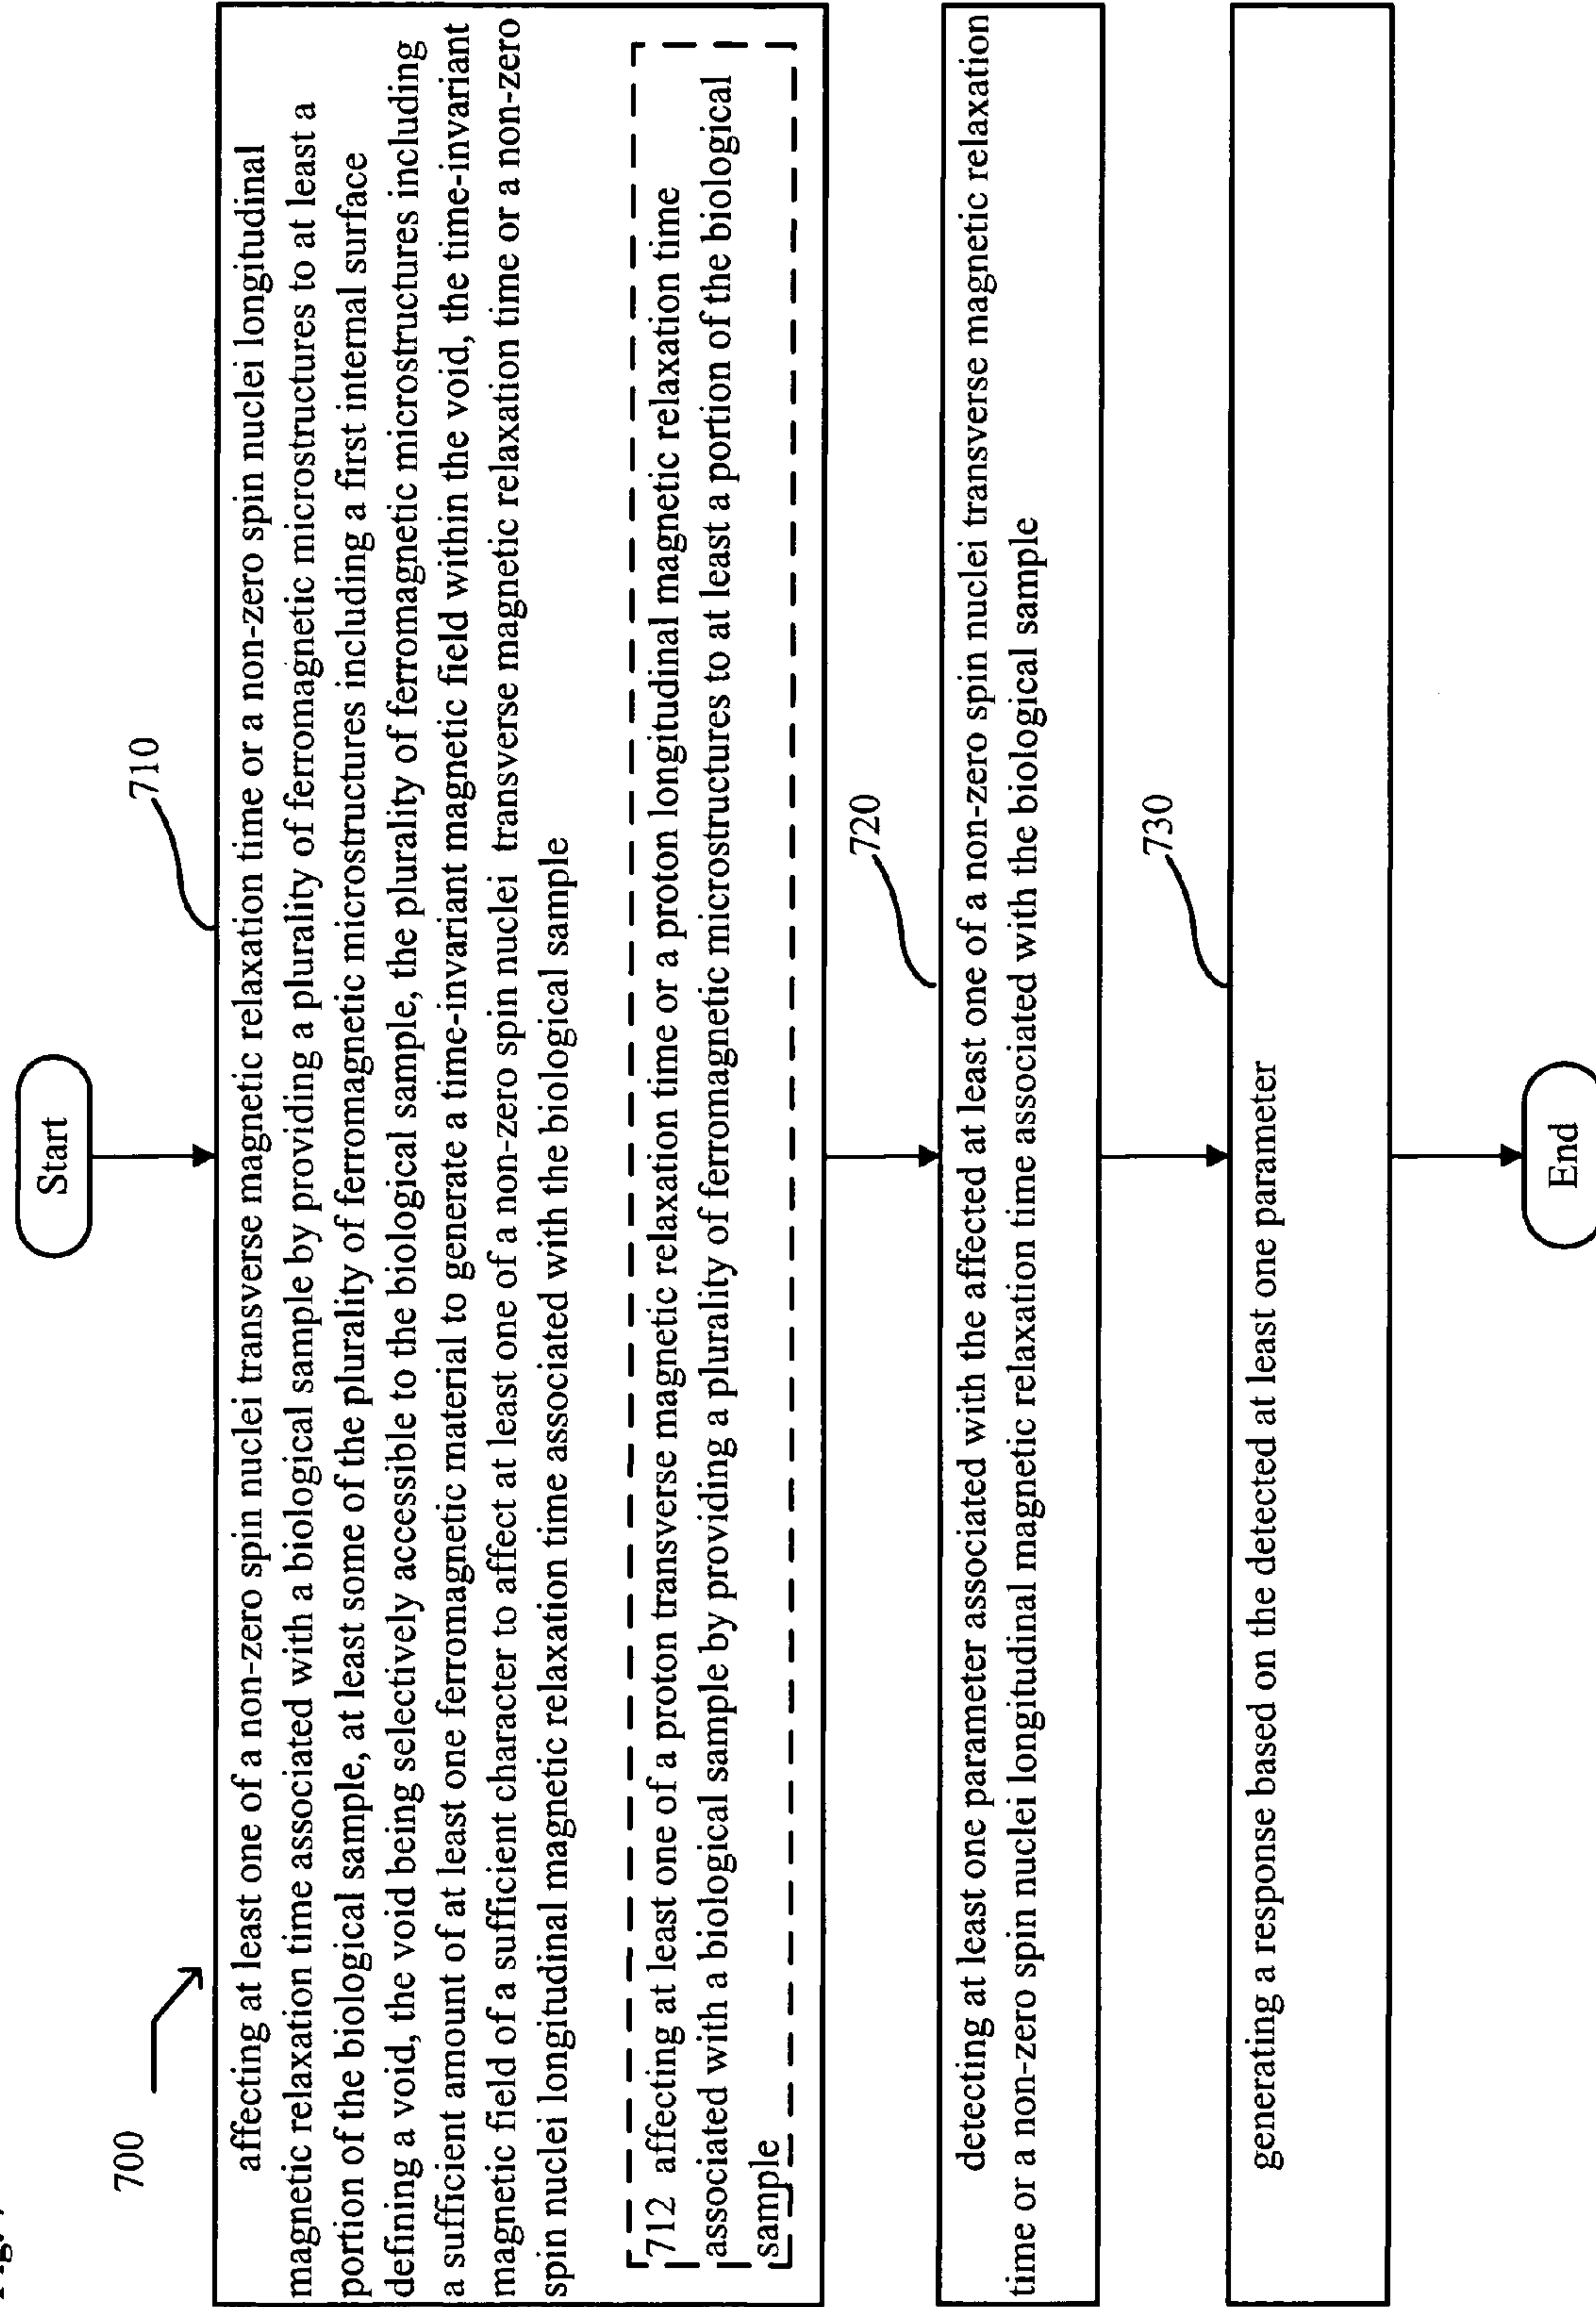 Start
700
710
affecting at least one of a non-zero spin nuclei transverse magnetic relaxation time or a non-zero spin nuclei longitudinal
magnetic relaxation time associated with a biological sample by providing a plurality of ferromagnetic microstructures to at least a
portion of the biological sample, at least some of the plurality of ferromagnetic microstructures including a first internal surface
defining a void, the void being selectively accessible to the biological sample, the plurality of ferromagnetic microstructures including
a sufficient amount of at least one ferromagnetic material to generate a time-invariant magnetic field within the void, the time-invariant
magnetic field of a sufficient character to affect at least one of a non-zero spin nuclei transverse magnetic relaxation time or a non-zero
spin nuclei longitudinal magnetic relaxation time associated with the biological sample
712 affecting at least one of a proton transverse magnetic relaxation time or a proton longitudinal magnetic relaxation time
associated with a biological sample by providing a plurality of ferromagnetic microstructures to at least a portion of the biological
sample
720
detecting at least one parameter associated with the affected at least one of a non-zero spin nuclei transverse magnetic relaxation
time or a non-zero spin nuclei longitudinal magnetic relaxation time associated with the biological sample
730
generating a response based on the detected at least one parameter
End